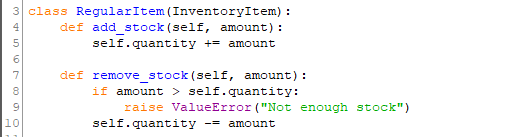 3 class RegularItem(InventoryItem):
4     def add_stock(self, amount):
5         self.quantity += amount
6
7     def remove_stock(self, amount):
8         if amount > self.quantity:
9             raise ValueError("Not enough stock")
10         self.quantity -= amount